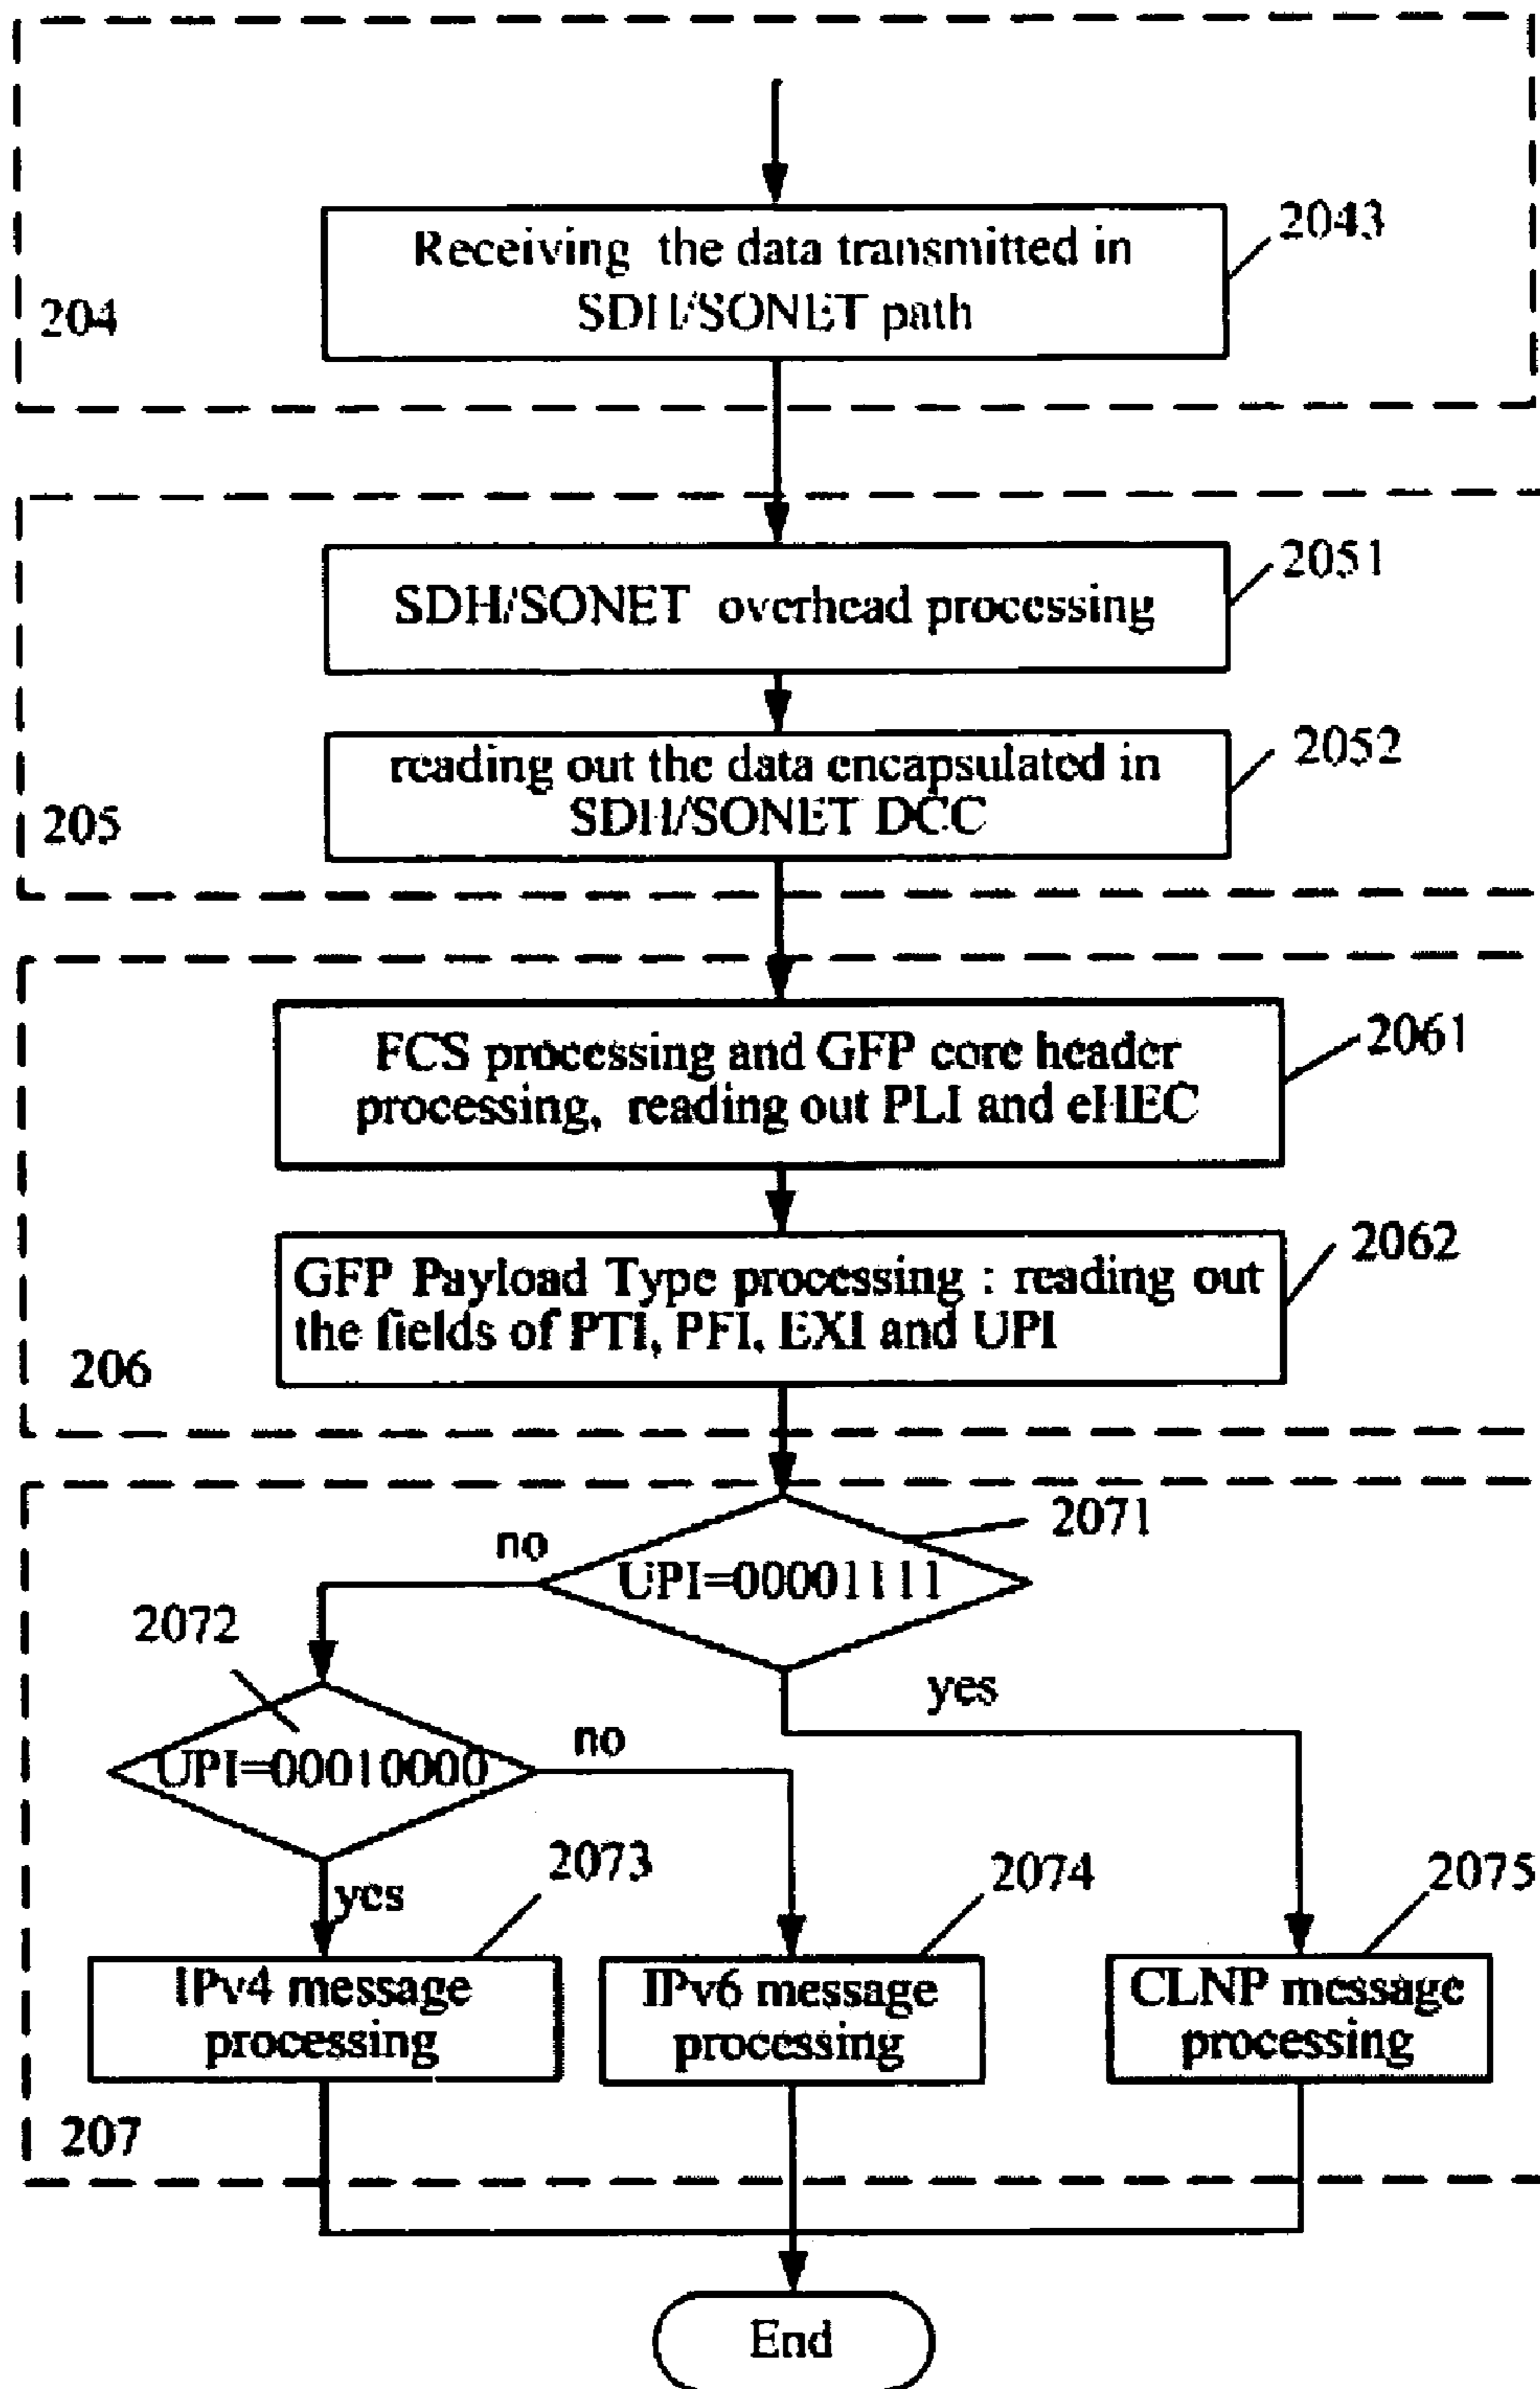 2043
Receiving the data transmitted in
SDH/SONET path
204
2051
SDH/SONET overhead processing
2052
reading out the data encapsulated in
SDH/SONET DCC
205
2061
FCS processing and GFP core header
processing, reading out PLI and eHEC
2062
GFP Payload Type processing : reading out
the fields of PTI, PFI, EXI and UPI
206
2071
no
UPI=00001111
2072
yes
no
UPI=00010000
2073
2074
2075
yes
IPv4 message
processing
IPv6 message
processing
CLNP message
processing
207
End